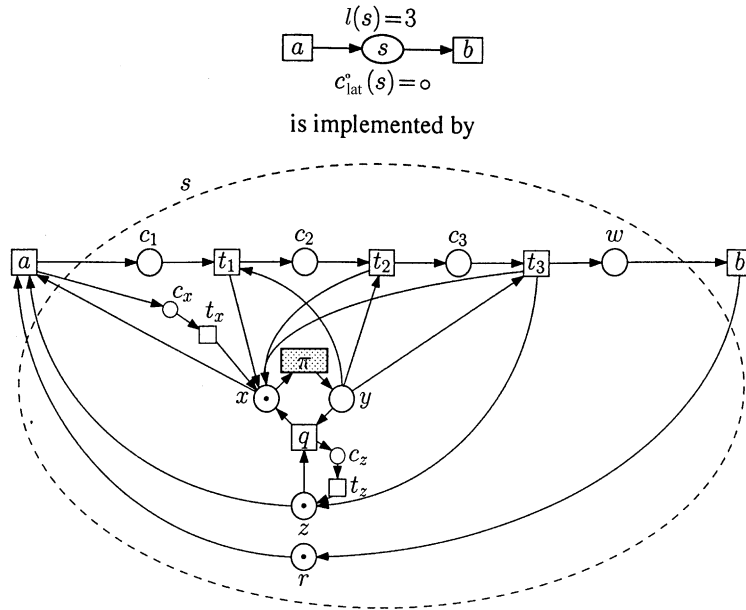 l(s)=3
a s b
c°lat(s)=∘
is implemented by
s
c1 c2 c3 w
a t1 t2 t3 b
cx
tx
π
x y
q
cz
tz
z
r